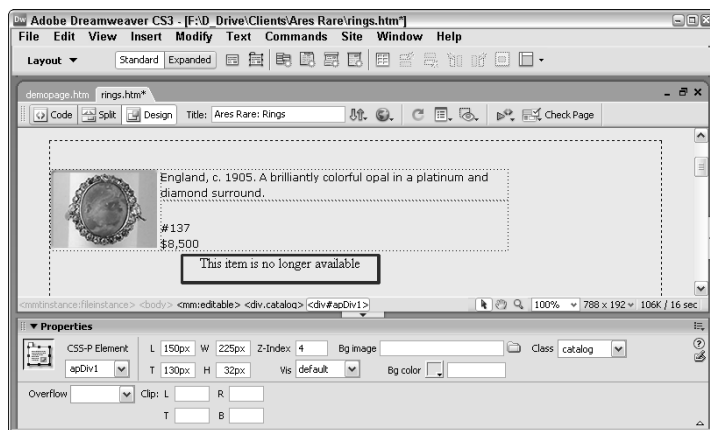 Adobe Dreamweaver CS3 - [F:\D_Drive\Clients\Ares Rare\rings.htm*]
File Edit View Insert Modify Text Commands Site Window Help
Layout Standard Expanded
demopage.htm rings.htm*
Code Split Design Title: Ares Rare: Rings Check Page
England, c. 1905. A brilliantly colorful opal in a platinum and
diamond surround.
#137
$8,500
This item is no longer available
<mmtinstance:fileinstance> <body> <mm:editable> <div.catalog> <div#apDiv1> 100% 788 x 192 106K / 16 sec
Properties
CSS-P Element L 150px W 225px Z-Index 4 Bg image Class catalog
apDiv1 T 130px H 32px Vis default Bg color
Overflow Clip: L R
T B